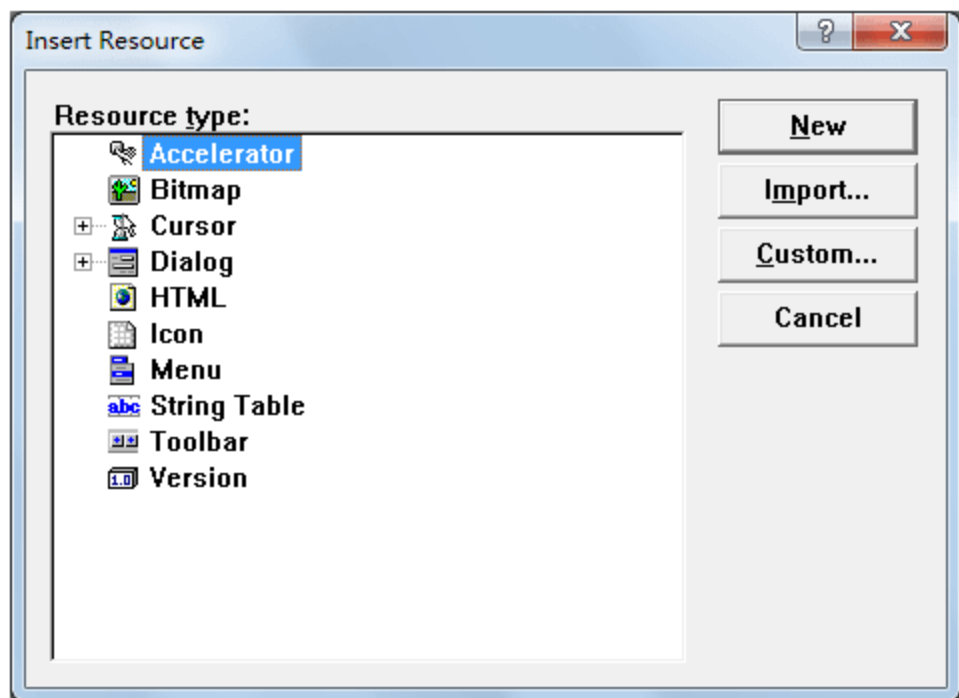 Insert Resource
?
X
Resource type:
Accelerator
Bitmap
Cursor
Dialog
HTML
Icon
Menu
abc String Table
Toolbar
1.0 Version
New
Import...
Custom...
Cancel